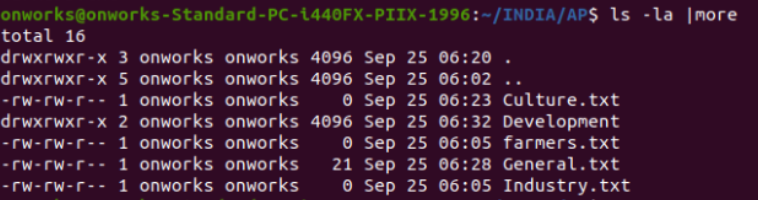 onworks@onworks-Standard-PC-i440FX-PIIX-1996:~/INDIA/AP$ ls -la |more
total 16
drwxrwxr-x 3 onworks onworks 4096 Sep 25 06:20 .
drwxrwxr-x 5 onworks onworks 4096 Sep 25 06:02 ..
-rw-rw-r-- 1 onworks onworks    0 Sep 25 06:23 Culture.txt
drwxrwxr-x 2 onworks onworks 4096 Sep 25 06:32 Development
-rw-rw-r-- 1 onworks onworks    0 Sep 25 06:05 farmers.txt
-rw-rw-r-- 1 onworks onworks   21 Sep 25 06:28 General.txt
-rw-rw-r-- 1 onworks onworks    0 Sep 25 06:05 Industry.txt